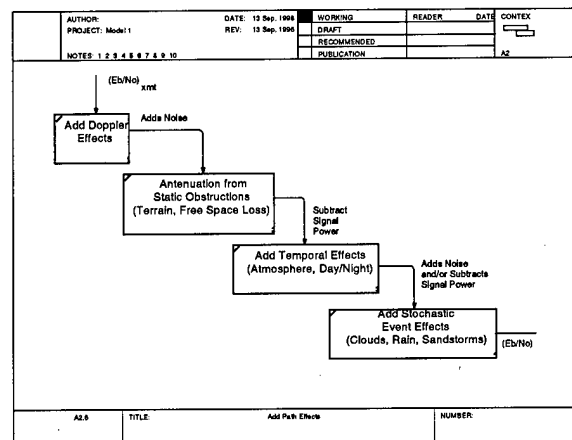 AUTHOR: DATE: 13 Sep. 1998 WORKING READER DATE CONTEX
PROJECT: Model 1 REV: 13 Sep. 1996 DRAFT
RECOMMENDED
NOTES 1 2 3 4 5 6 7 8 9 10 PUBLICATION A2
(Eb/No) xmt
Adds Noise
Add Doppler
Effects
Antenuation from
Static Obstructions
(Terrain, Free Space Loss)
Subtract
Signal
Power
Add Temporal Effects
(Atmosphere, Day/Night)
Adds Noise
and/or Subtracts
Signal Power
Add Stochastic
Event Effects
(Clouds, Rain, Sandstorms)
(Eb/No)
A2.6 TITLE: Add Path Effects NUMBER: